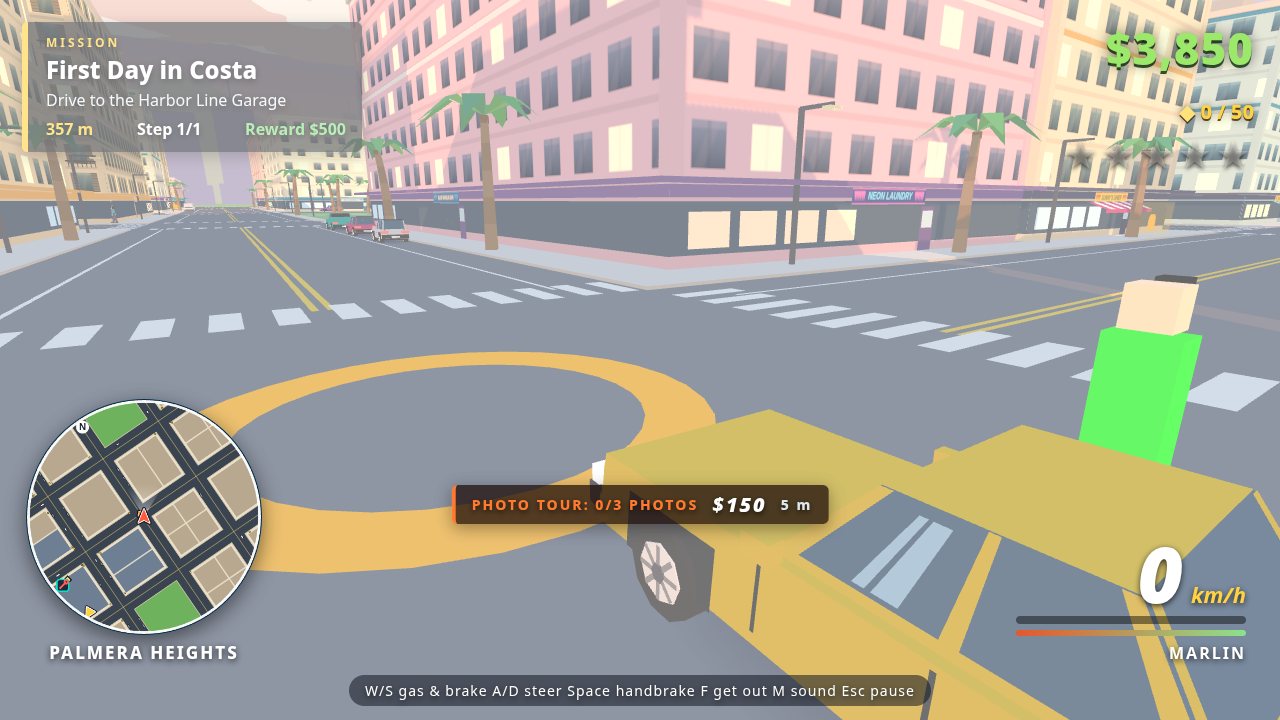 MISSION
First Day in Costa
Drive to the Harbor Line Garage
357 m Step 1/1 Reward $500
$3,850
0 / 50
NEON LAUNDRY
N
PHOTO TOUR: 0/3 PHOTOS $150 5 m
0 km/h
MARLIN
PALMERA HEIGHTS
W/S gas & brake A/D steer Space handbrake F get out M sound Esc pause